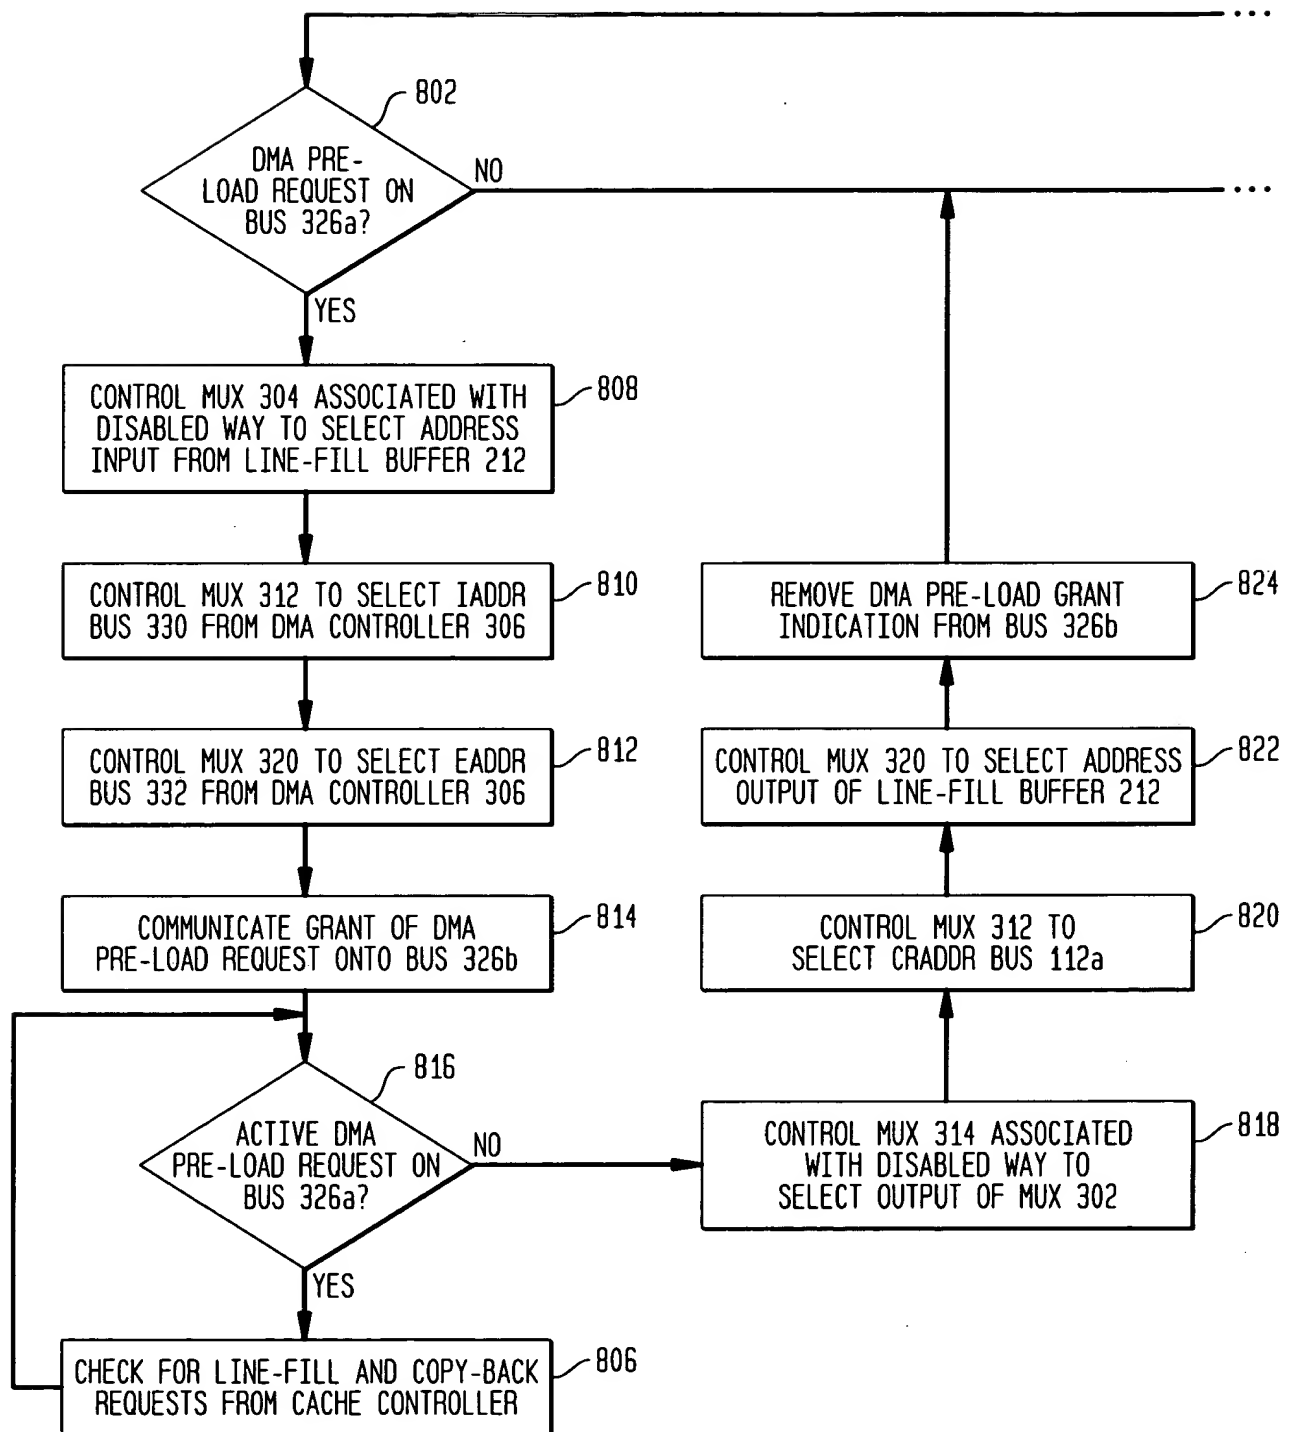 ...
802
DMA PRE-
LOAD REQUEST ON
BUS 326a?
NO
...
YES
CONTROL MUX 304 ASSOCIATED WITH
DISABLED WAY TO SELECT ADDRESS
INPUT FROM LINE-FILL BUFFER 212
808
CONTROL MUX 312 TO SELECT IADDR
BUS 330 FROM DMA CONTROLLER 306
810
CONTROL MUX 320 TO SELECT EADDR
BUS 332 FROM DMA CONTROLLER 306
812
COMMUNICATE GRANT OF DMA
PRE-LOAD REQUEST ONTO BUS 326b
814
816
ACTIVE DMA
PRE-LOAD REQUEST ON
BUS 326a?
NO
YES
CHECK FOR LINE-FILL AND COPY-BACK
REQUESTS FROM CACHE CONTROLLER
806
CONTROL MUX 314 ASSOCIATED
WITH DISABLED WAY TO
SELECT OUTPUT OF MUX 302
818
CONTROL MUX 312 TO
SELECT CRADDR BUS 112a
820
CONTROL MUX 320 TO SELECT ADDRESS
OUTPUT OF LINE-FILL BUFFER 212
822
REMOVE DMA PRE-LOAD GRANT
INDICATION FROM BUS 326b
824